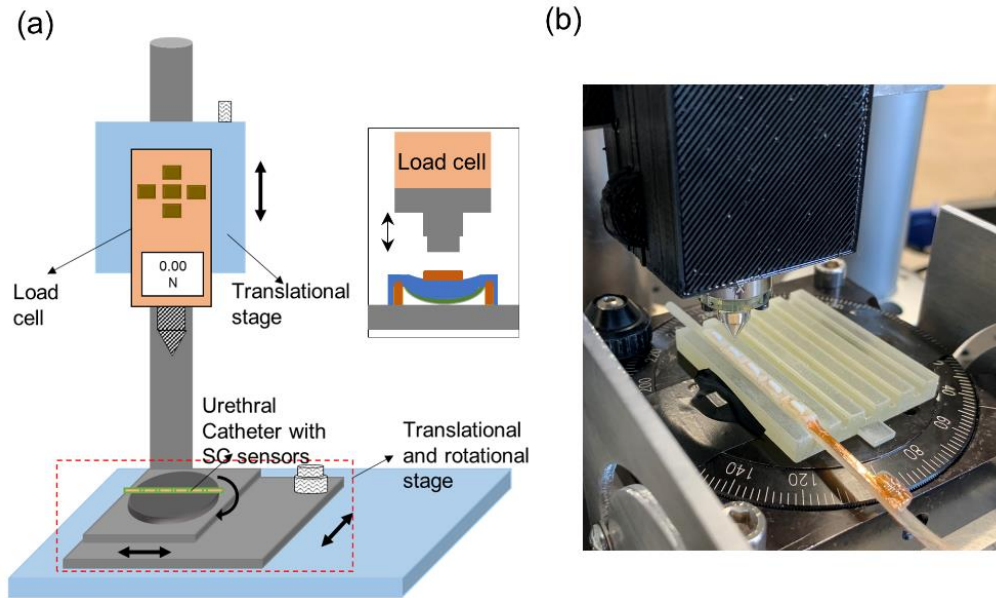 (a)
(b)
Load cell
0.00
N
Load
cell
Translational
stage
Urethral
Catheter with
SG sensors
Translational
and rotational
stage
40
60
80
100
120
140
200